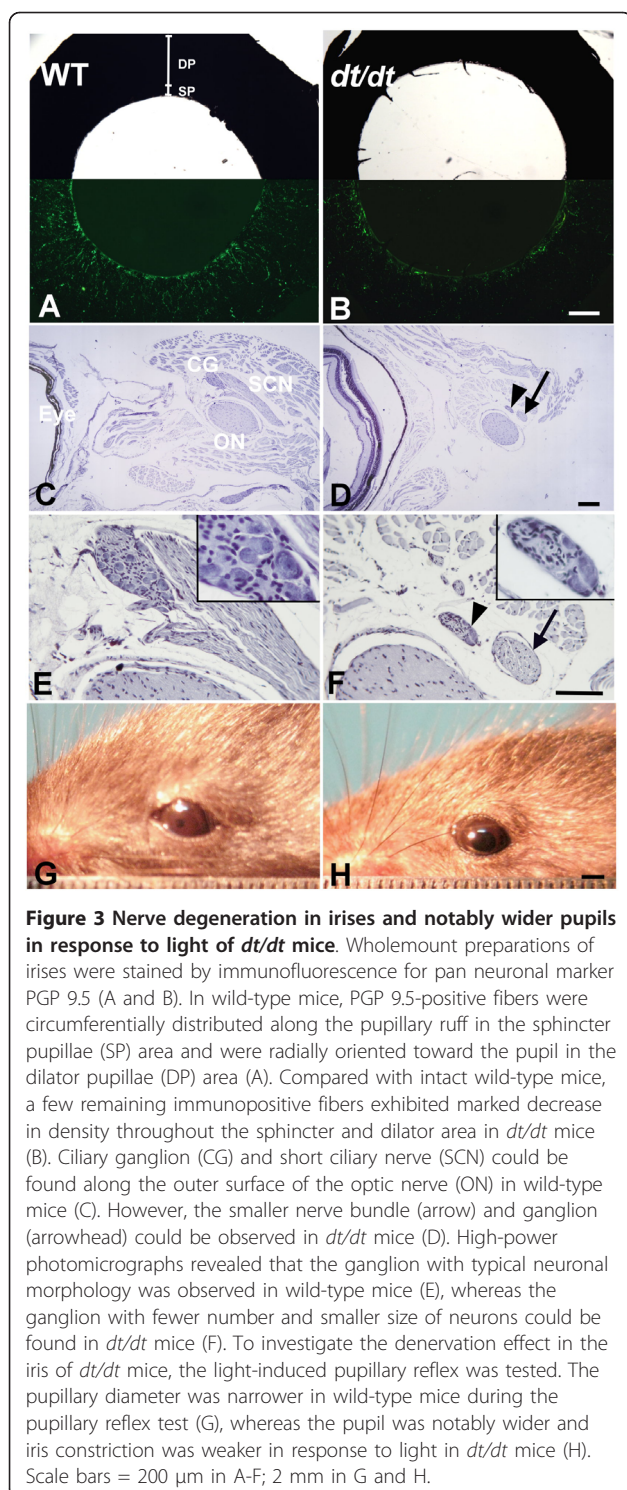 WT
DP
SP
dt/dt
A
B
CG
SCN
Eye
ON
C
D
E
F
G
H
Figure 3 Nerve degeneration in irises and notably wider pupils
in response to light of dt/dt mice. Wholemount preparations of
irises were stained by immunofluorescence for pan neuronal marker
PGP 9.5 (A and B). In wild-type mice, PGP 9.5-positive fibers were
circumferentially distributed along the pupillary ruff in the sphincter
pupillae (SP) area and were radially oriented toward the pupil in the
dilator pupillae (DP) area (A). Compared with intact wild-type mice,
a few remaining immunopositive fibers exhibited marked decrease
in density throughout the sphincter and dilator area in dt/dt mice
(B). Ciliary ganglion (CG) and short ciliary nerve (SCN) could be
found along the outer surface of the optic nerve (ON) in wild-type
mice (C). However, the smaller nerve bundle (arrow) and ganglion
(arrowhead) could be observed in dt/dt mice (D). High-power
photomicrographs revealed that the ganglion with typical neuronal
morphology was observed in wild-type mice (E), whereas the
ganglion with fewer number and smaller size of neurons could be
found in dt/dt mice (F). To investigate the denervation effect in the
iris of dt/dt mice, the light-induced pupillary reflex was tested. The
pupillary diameter was narrower in wild-type mice during the
pupillary reflex test (G), whereas the pupil was notably wider and
iris constriction was weaker in response to light in dt/dt mice (H).
Scale bars = 200 μm in A-F; 2 mm in G and H.